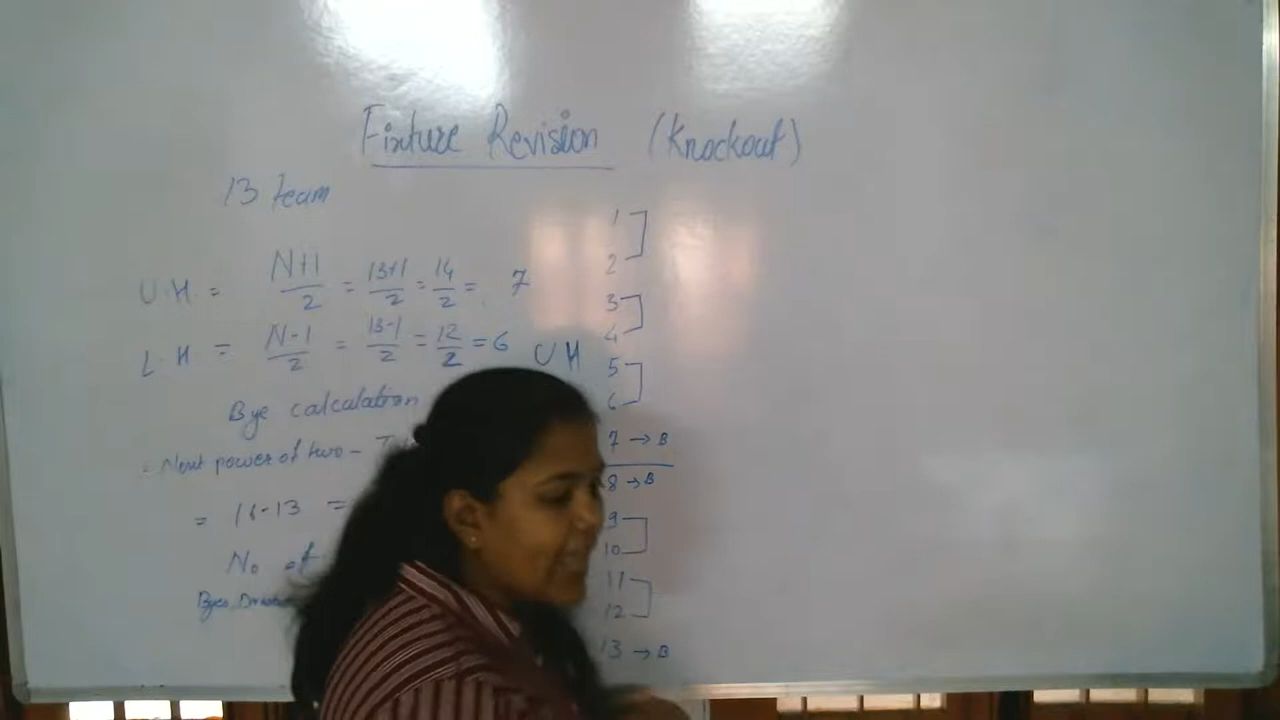 Fixture Revision (Knockout)
13 team
U.H. = N+1/2 = 13+1/2 = 14/2 = 7
L.H = N-1/2 = 13-1/2 = 12/2 = 6
Bye calculation
= Next power of two -
= 16-13 =
No of
Byes
UH
1
2
3
4
5
6
7 → B
8 → B
9
10
11
12
13 → B